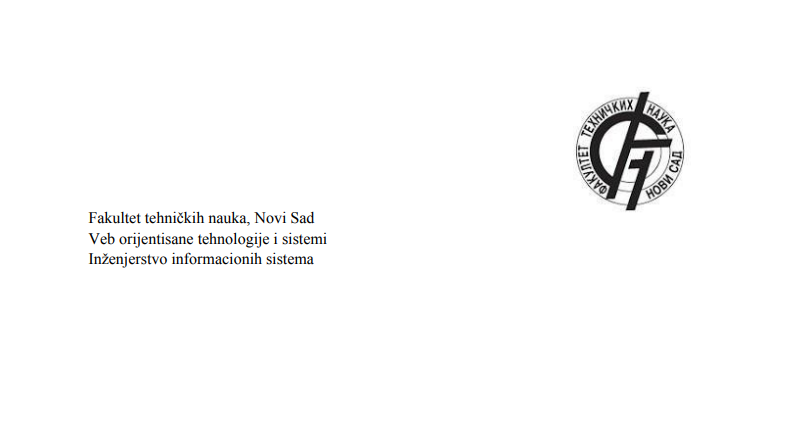 ФАКУЛТЕТ ТЕХНИЧКИХ НАУКА
НОВИ САД
Fakultet tehničkih nauka, Novi Sad
Veb orijentisane tehnologije i sistemi
Inženjerstvo informacionih sistema